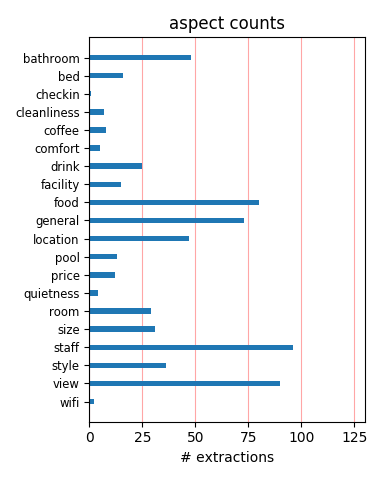 aspect counts
bathroom
bed
checkin
cleanliness
coffee
comfort
drink
facility
food
general
location
pool
price
quietness
room
size
staff
style
view
wifi
0 25 50 75 100 125
# extractions